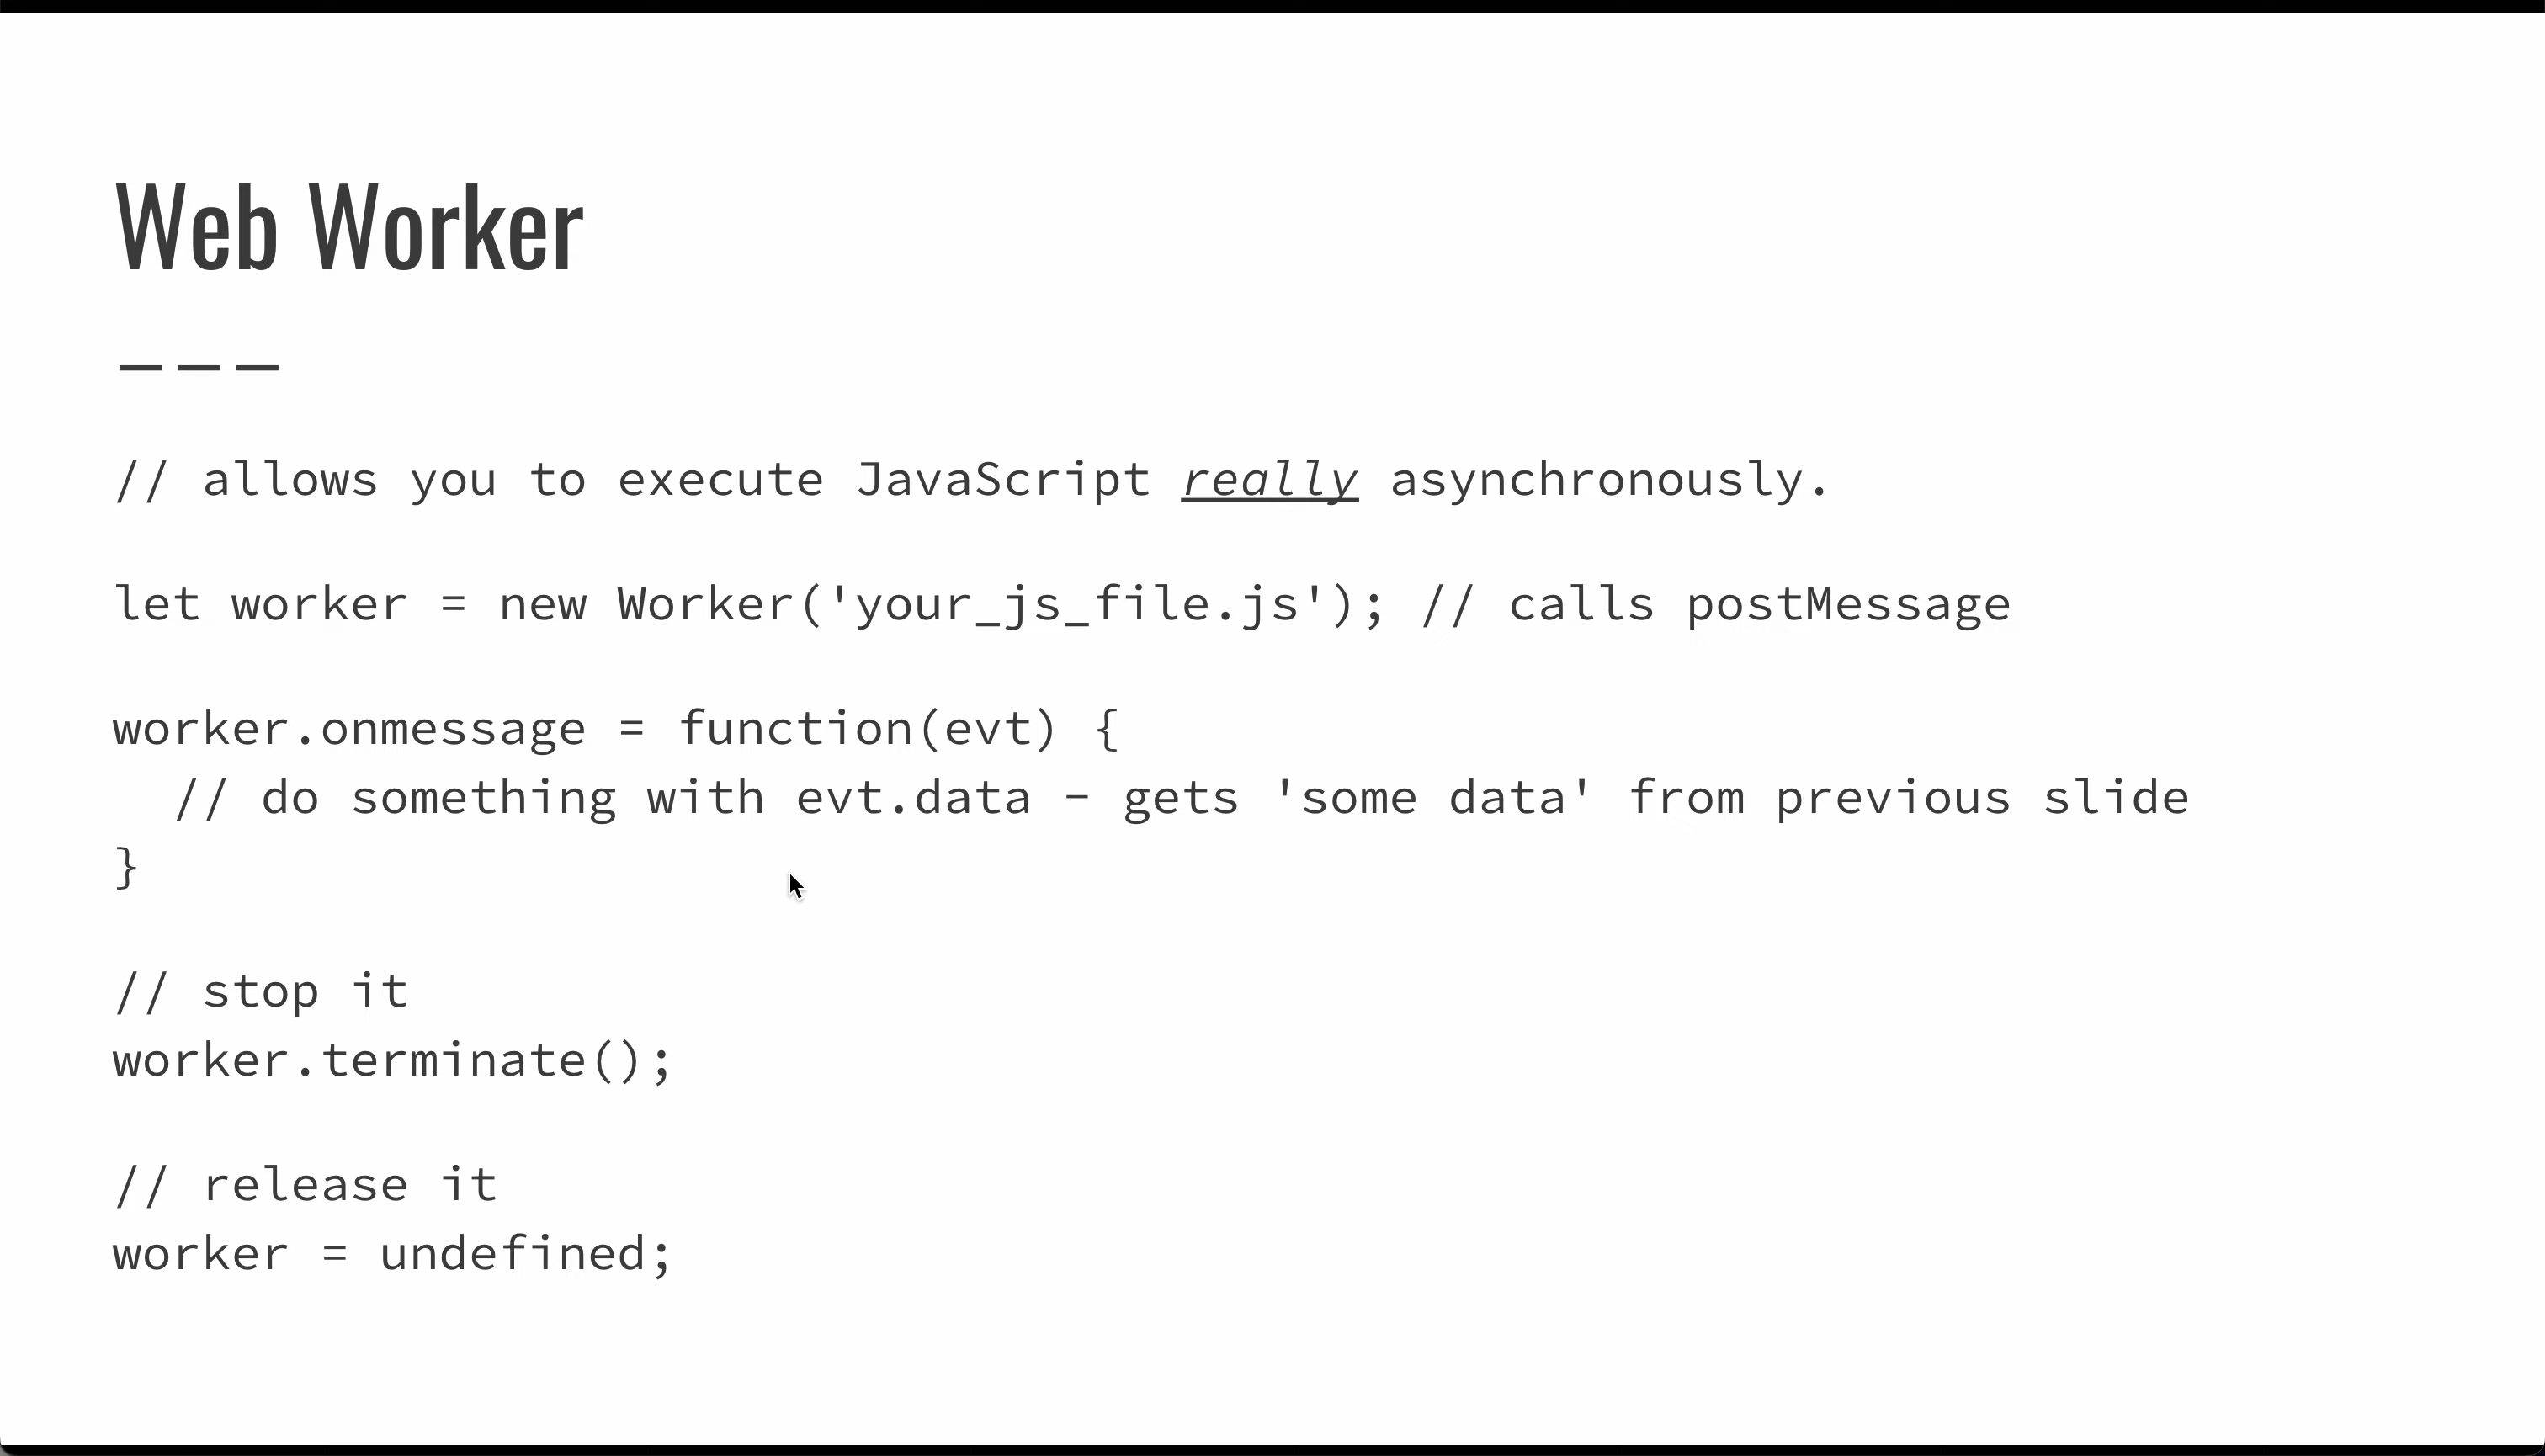 Web Worker
———
// allows you to execute JavaScript really asynchronously.
let worker = new Worker('your_js_file.js'); // calls postMessage
worker.onmessage = function(evt) {
  // do something with evt.data - gets 'some data' from previous slide
}
// stop it
worker.terminate();
// release it
worker = undefined;